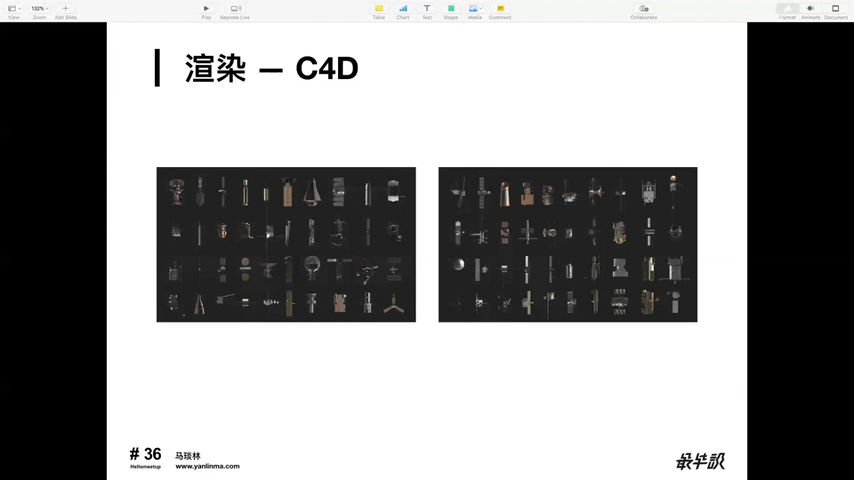 132%
View
Zoom
Add Slide
Play
Keynote Live
Table
Chart
Text
Shape
Media
Comment
Collaborate
Format
Animate
Document
渲染 — C4D
# 36
Hellomeetup
马琰林
www.yanlinma.com